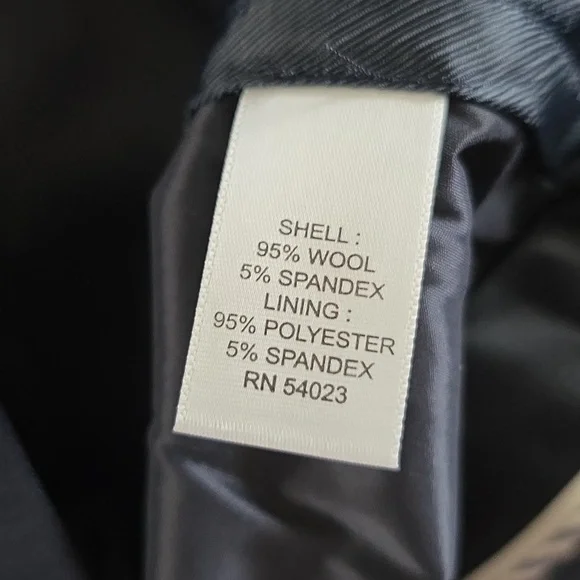 SHELL :
95% WOOL
5% SPANDEX
LINING :
95% POLYESTER
5% SPANDEX
RN 54023